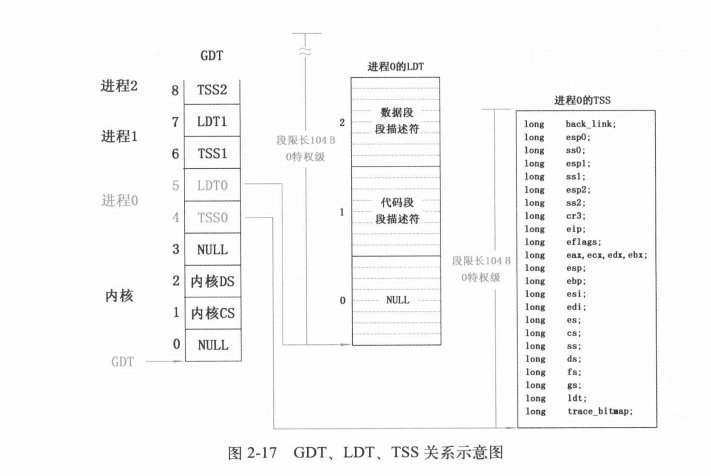 GDT
进程2
8 TSS2
7 LDT1
进程1
6 TSS1
5 LDT0
进程0
4 TSS0
3 NULL
2 内核DS
内核
1 内核CS
0 NULL
GDT
段限长104 B
0特权级
进程0的LDT
2
数据段
段描述符
1
代码段
段描述符
0 NULL
段限长104 B
0特权级
进程0的TSS
long back_link;
long esp0;
long ss0;
long esp1;
long ss1;
long esp2;
long ss2;
long cr3;
long eip;
long eflags;
long eax,ecx,edx,ebx;
long esp;
long ebp;
long esi;
long edi;
long es;
long cs;
long ss;
long ds;
long fs;
long gs;
long ldt;
long trace_bitmap;
图 2-17 GDT、LDT、TSS 关系示意图